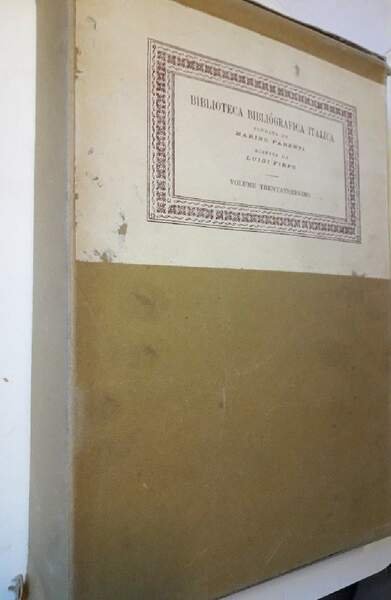 BIBLIOTECA BIBLIOGRAFICA ITALICA
FONDATA DA
MARINO PARENTI
DIRETTA DA
LUIGI FIRPO
VOLUME TRENTATREESIMO